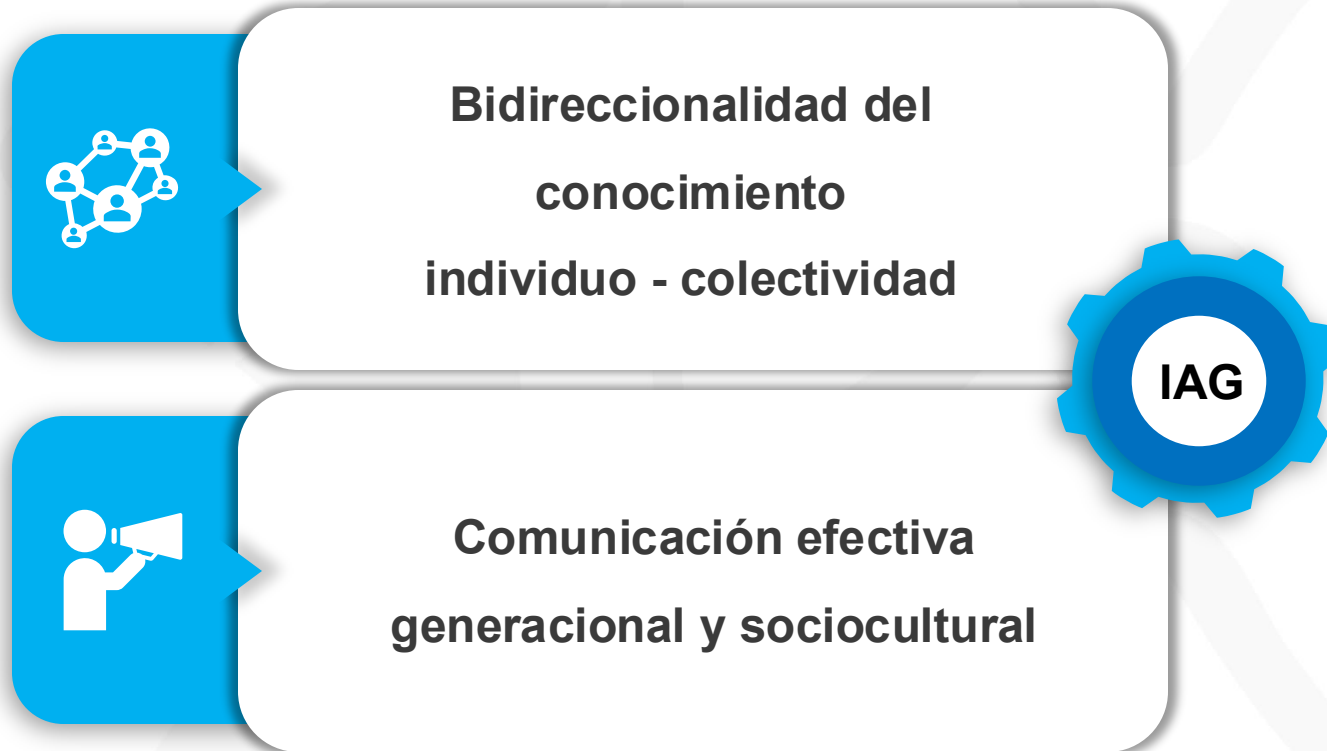 Bidireccionalidad del
conocimiento
individuo - colectividad
IAG
Comunicación efectiva
generacional y sociocultural